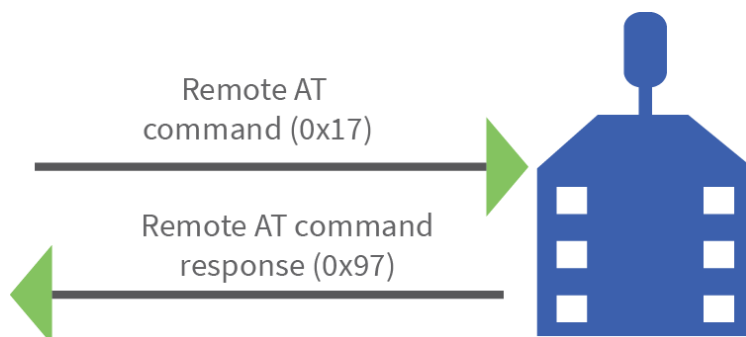 Remote AT
command (0x17)
Remote AT command
response (0x97)